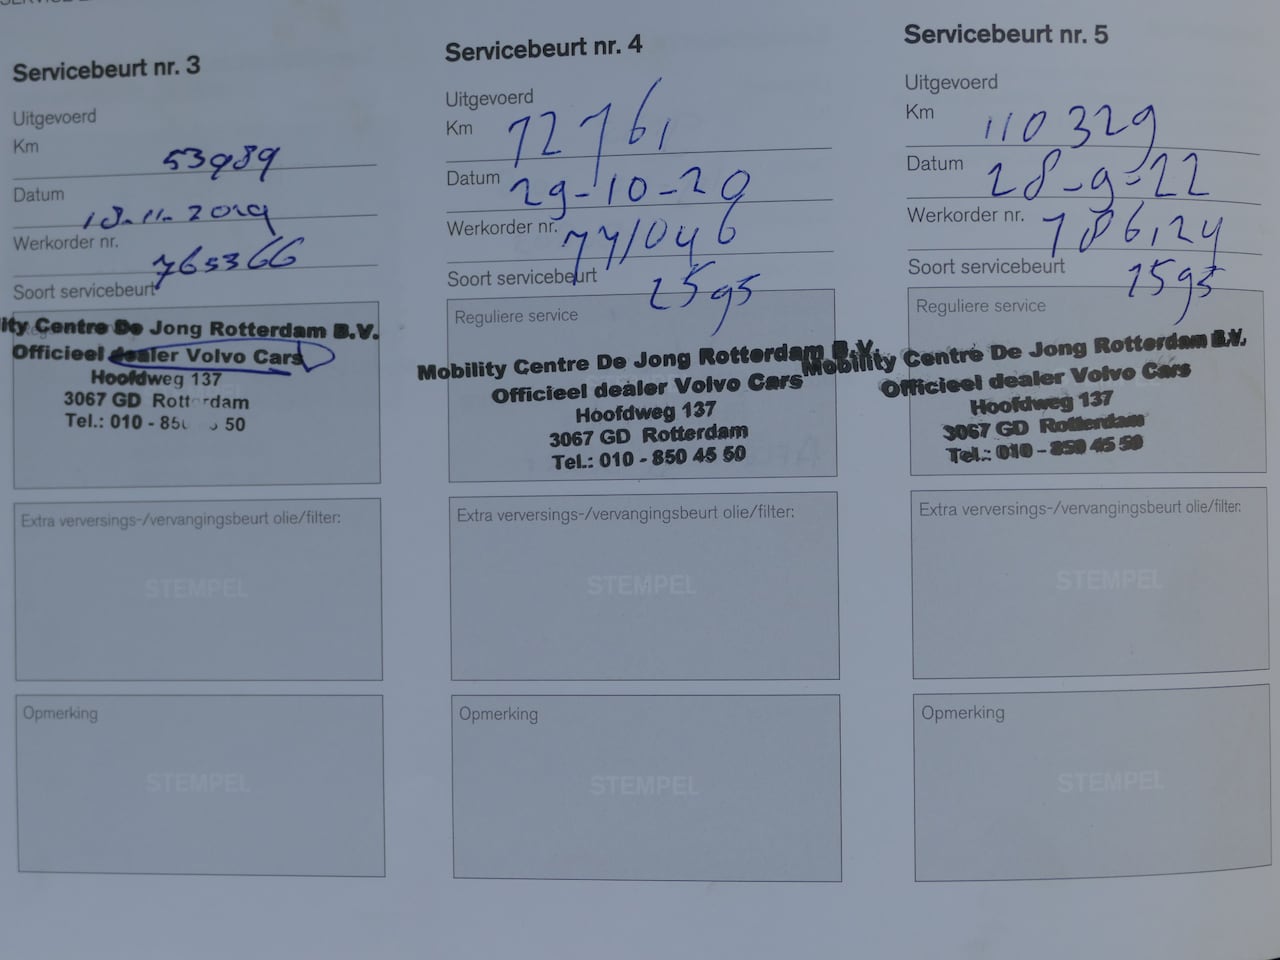 Servicebeurt nr. 3
Uitgevoerd
Km 53989
Datum 18-11-2019
Werkorder nr. 765366
Soort servicebeurt
ity Centre De Jong Rotterdam B.V.
Officieel dealer Volvo Cars
Hoofdweg 137
3067 GD Rotterdam
Tel.: 010 - 85 50
Extra verversings-/vervangingsbeurt olie/filter:
STEMPEL
Opmerking
STEMPEL
Servicebeurt nr. 4
Uitgevoerd
Km 72761
Datum 29-10-20
Werkorder nr. 771046
Soort servicebeurt
Reguliere service
Mobility Centre De Jong Rotterdam B.V.
Officieel dealer Volvo Cars
Hoofdweg 137
3067 GD Rotterdam
Tel.: 010 - 850 45 50
Extra verversings-/vervangingsbeurt olie/filter:
STEMPEL
Opmerking
STEMPEL
Servicebeurt nr. 5
Uitgevoerd
Km 110329
Datum 28-9-22
Werkorder nr. 786124
Soort servicebeurt
Reguliere service
Mobility Centre De Jong Rotterdam B.V.
Officieel dealer Volvo Cars
Hoofdweg 137
3067 GD Rotterdam
Tel.: 010 - 850 45 50
Extra verversings-/vervangingsbeurt olie/filter:
STEMPEL
Opmerking
STEMPEL